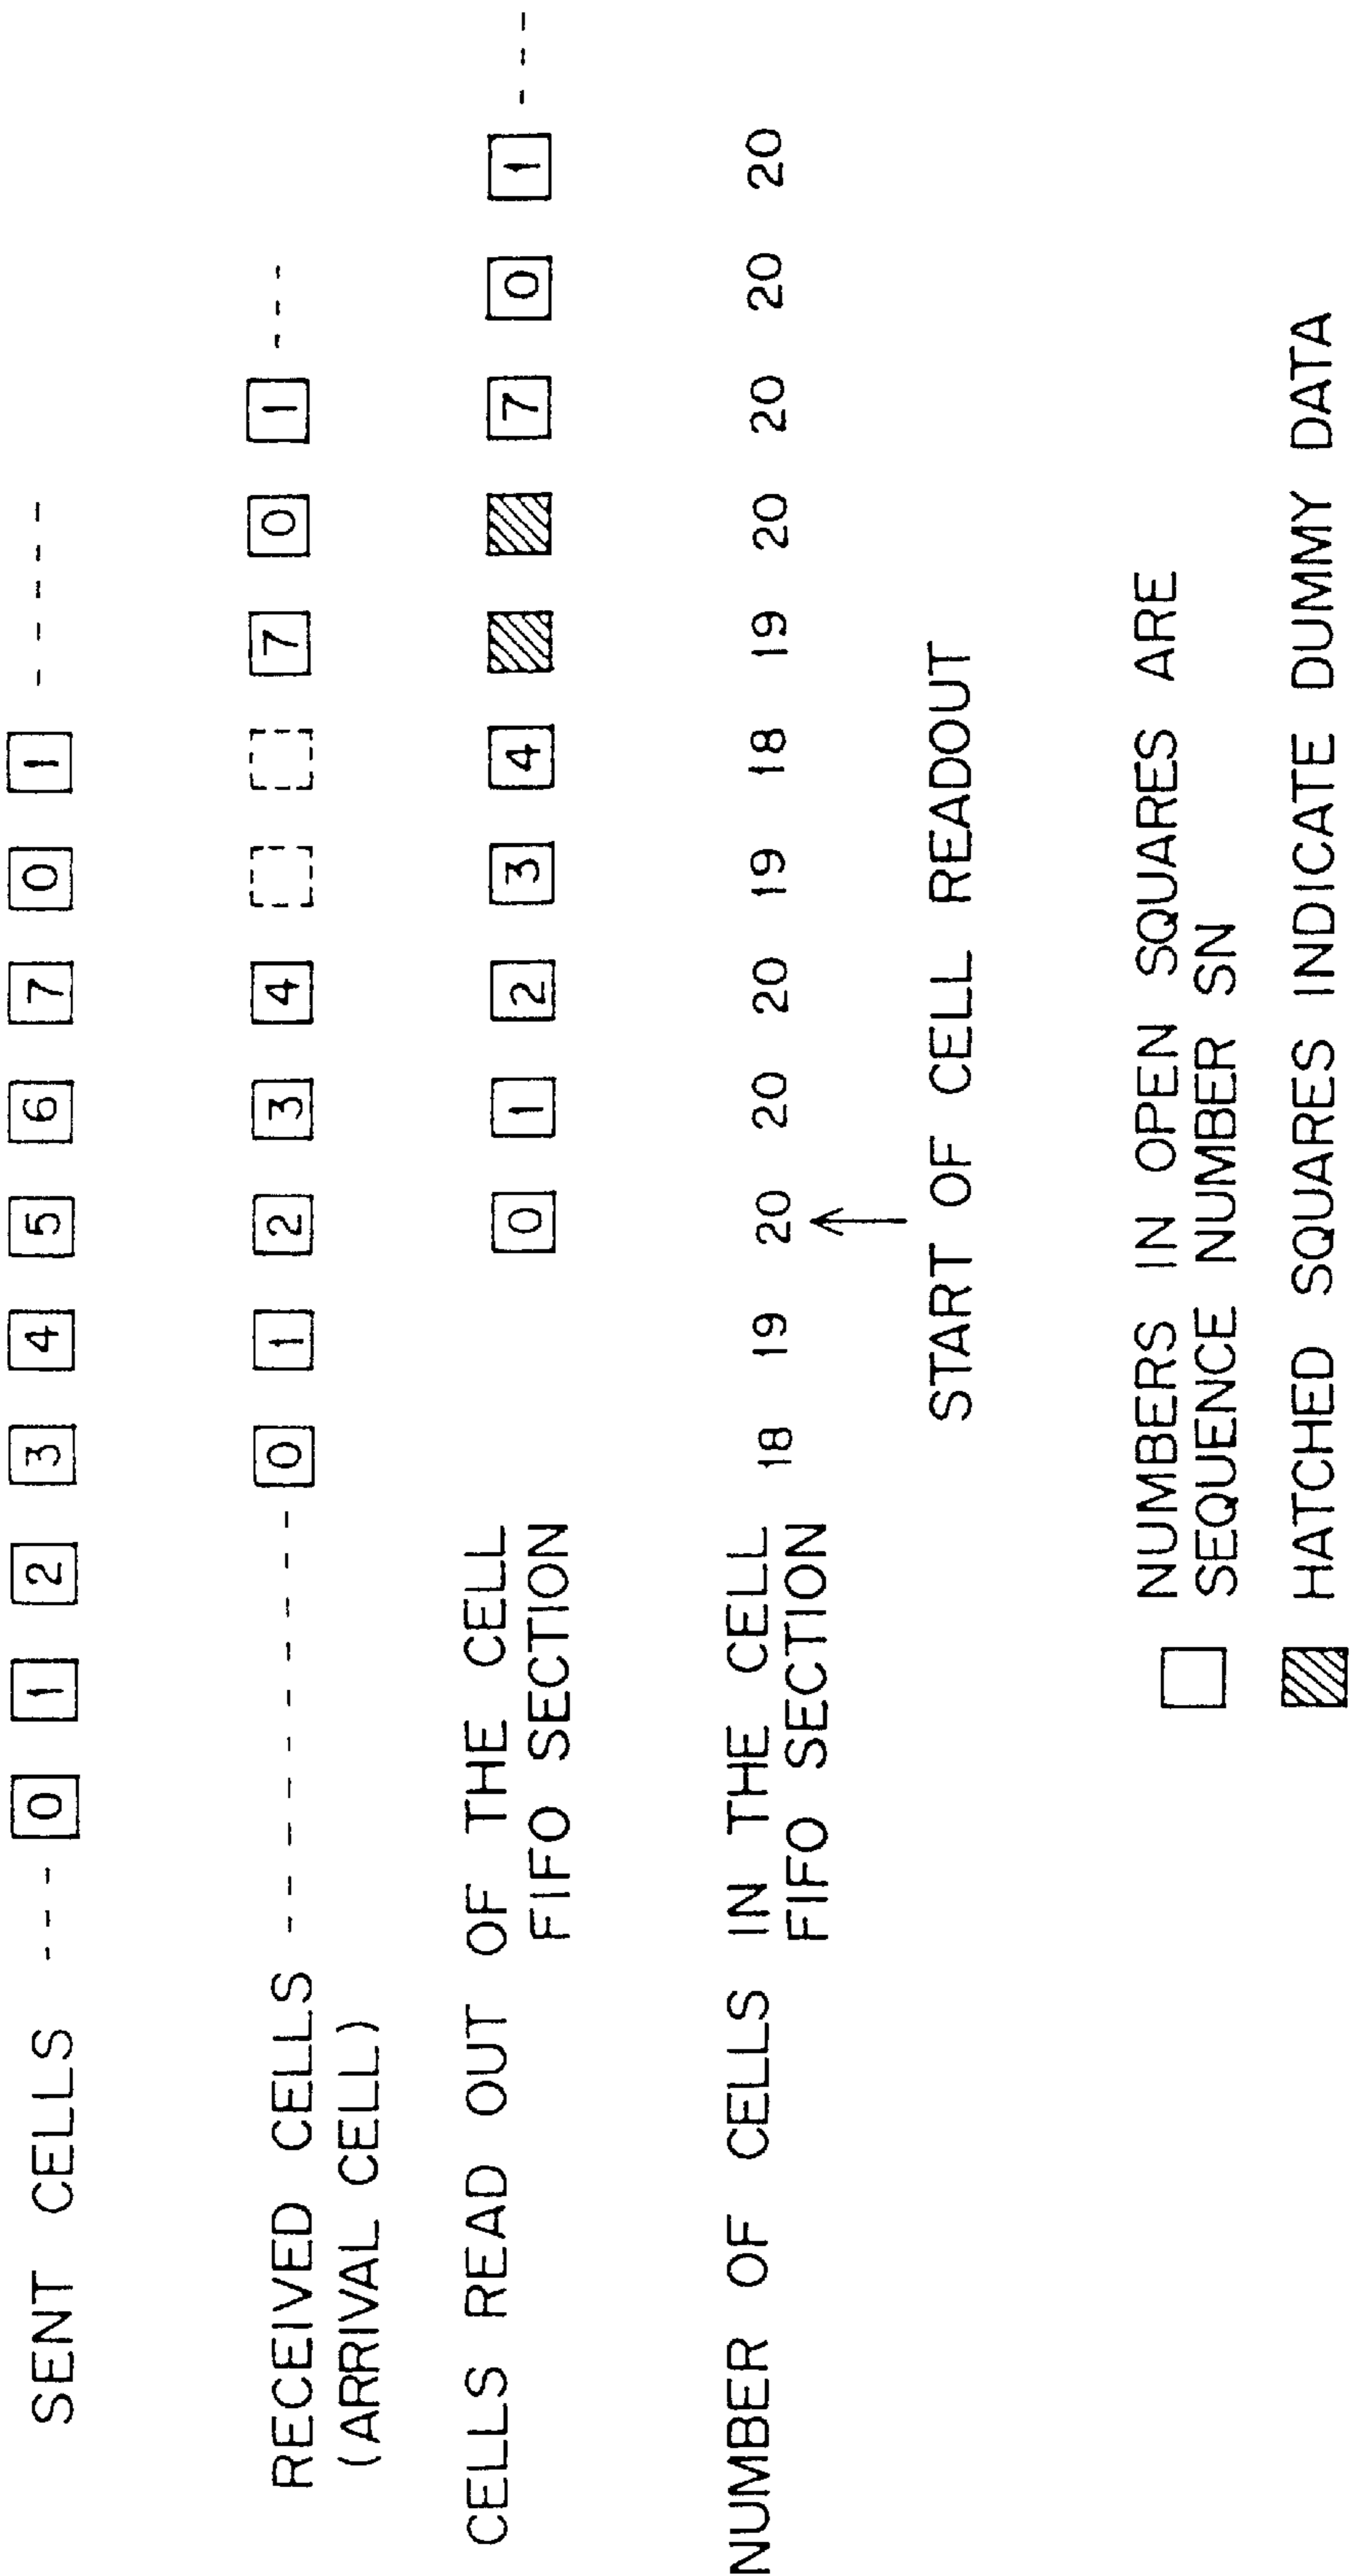 SENT CELLS --- 0 1 2 3 4 5 6 7 0 1 -----
RECEIVED CELLS -------- 0 1 2 3 4 7 0 1 ---
(ARRIVAL CELL)
CELLS READ OUT OF THE CELL
FIFO SECTION
0 1 2 3 4 7 0 1 ---
NUMBER OF CELLS IN THE CELL
FIFO SECTION
18 19 20 20 20 19 18 19 20 20 20 20
START OF CELL READOUT
NUMBERS IN OPEN SQUARES ARE
SEQUENCE NUMBER SN
HATCHED SQUARES INDICATE DUMMY DATA